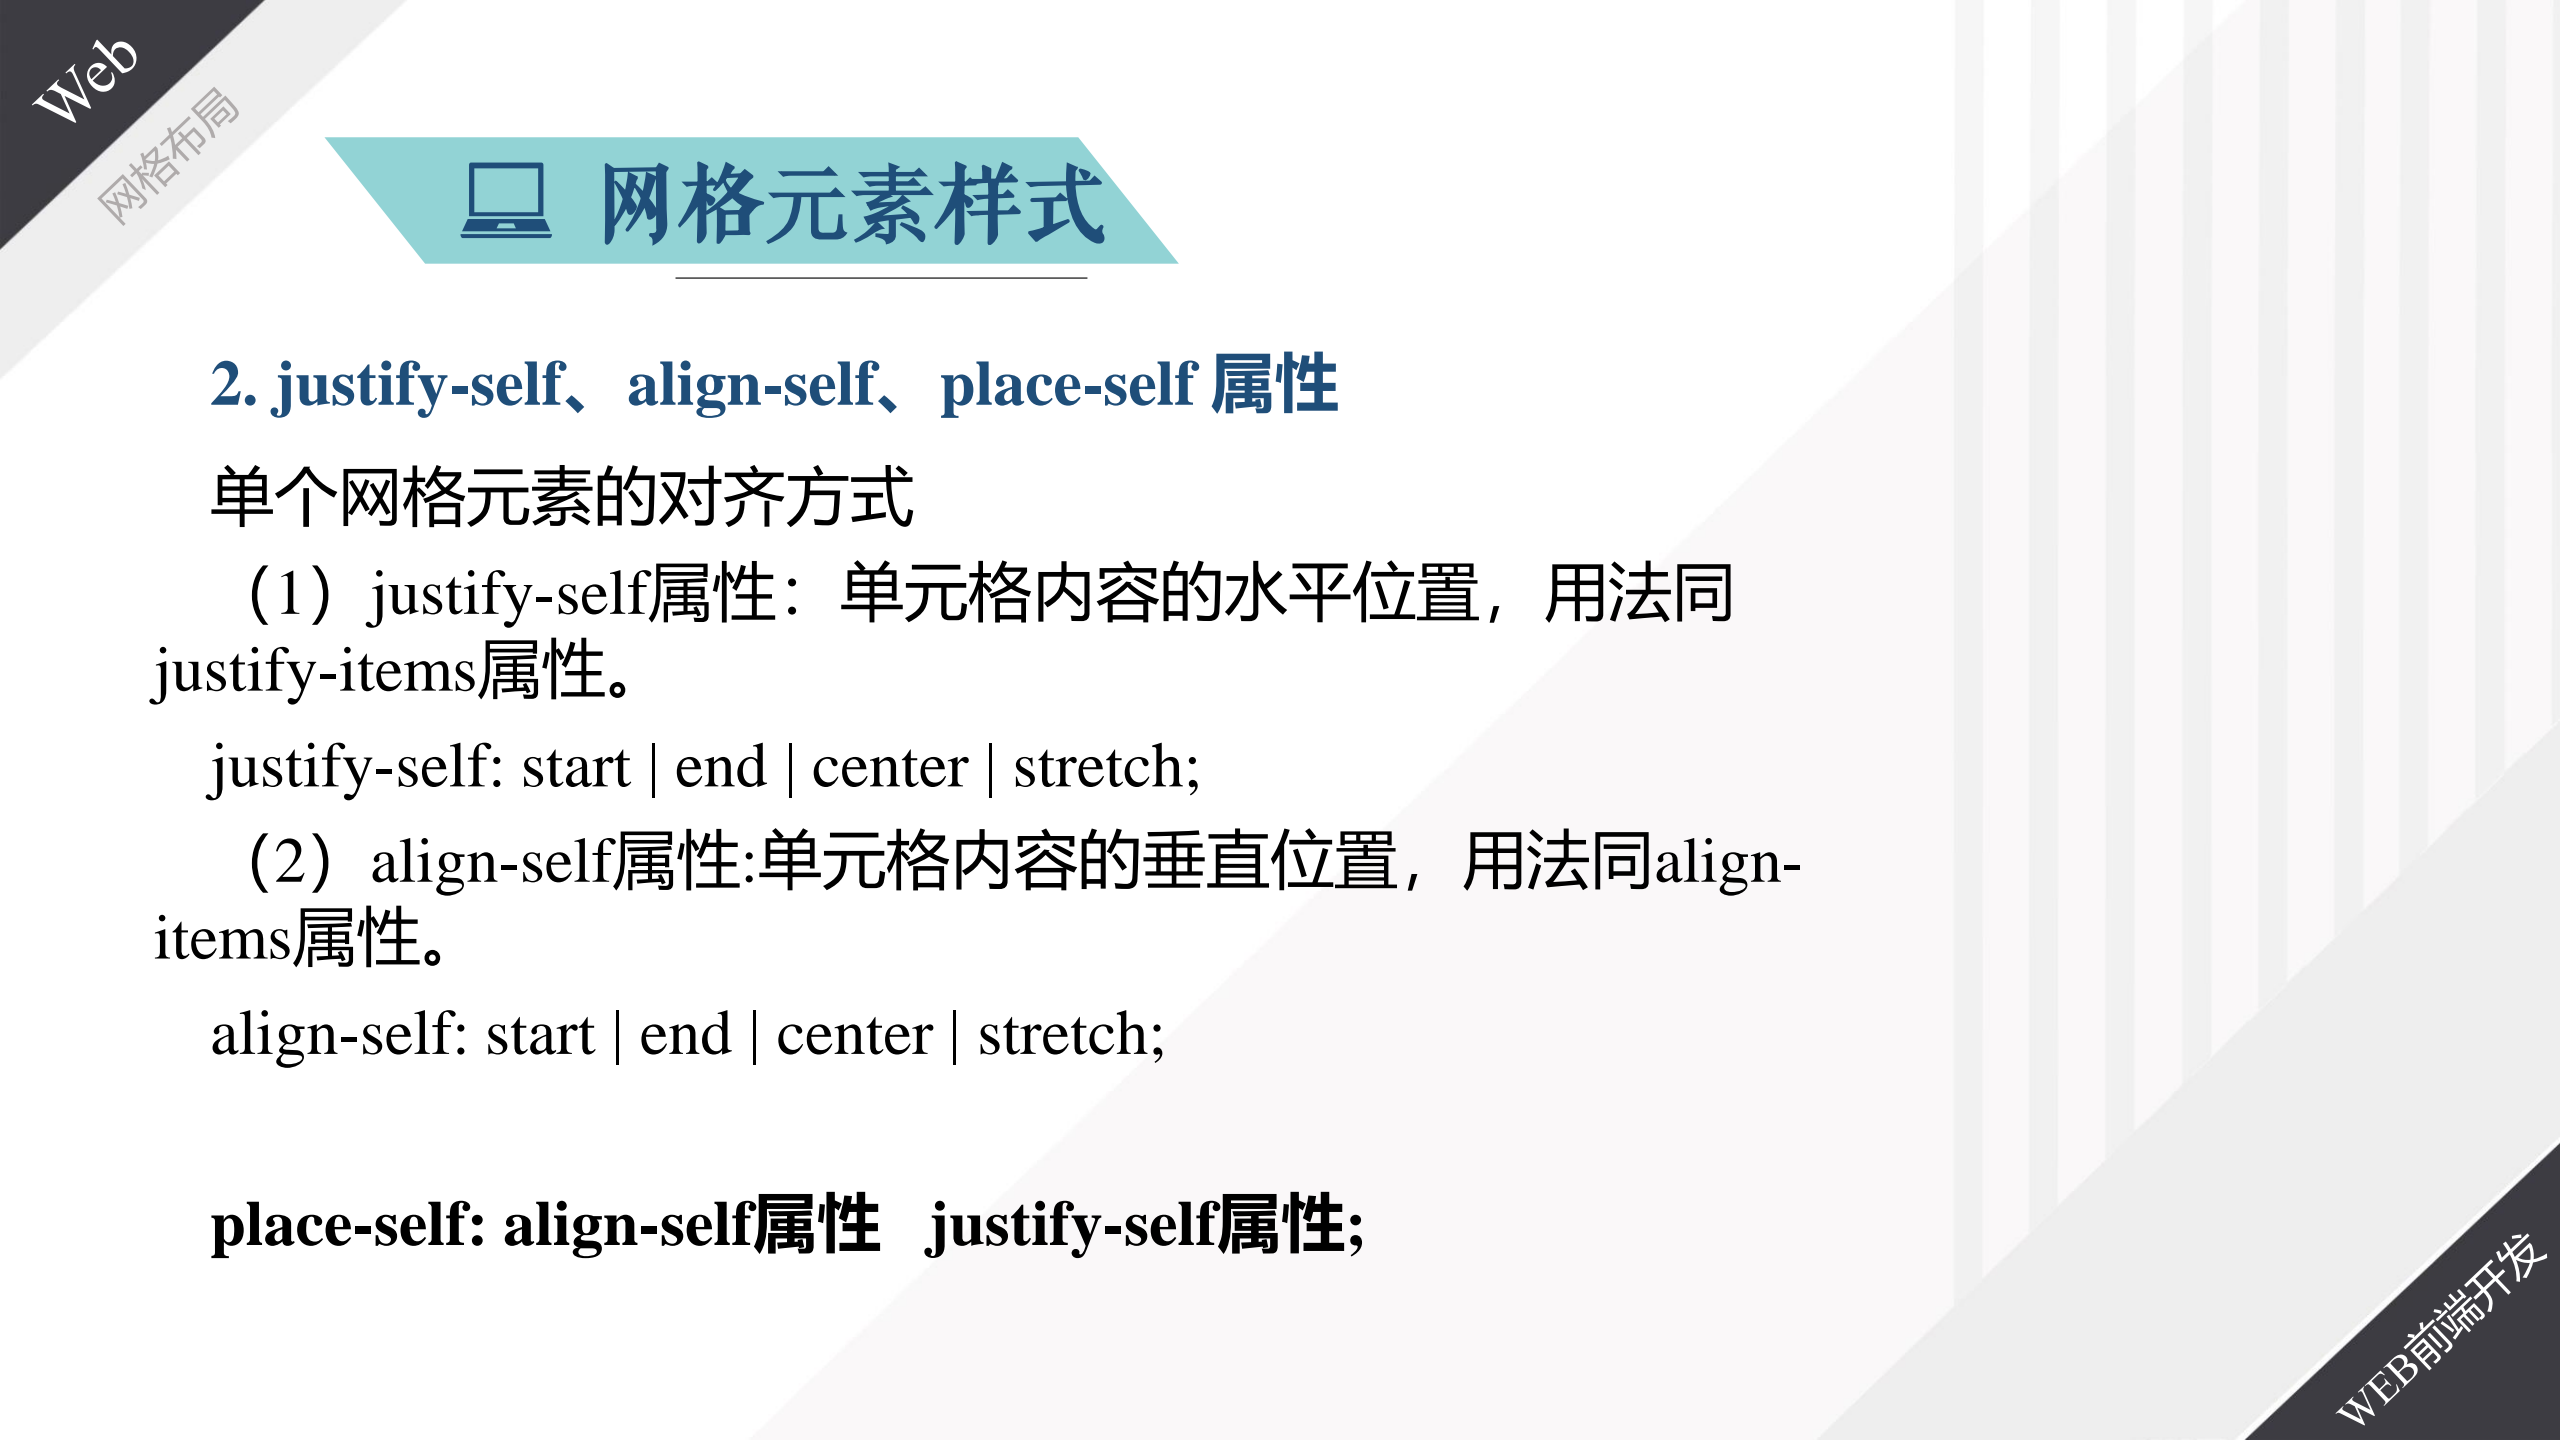 Web
网格布局
网格元素样式
2. justify-self、align-self、place-self 属性
单个网格元素的对齐方式
（1）justify-self属性：单元格内容的水平位置，用法同
justify-items属性。
justify-self: start | end | center | stretch;
（2）align-self属性:单元格内容的垂直位置，用法同align-
items属性。
align-self: start | end | center | stretch;
place-self: align-self属性 justify-self属性;
WEB前端开发